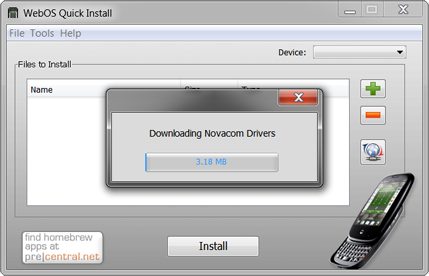 WebOS Quick Install
File Tools Help
Device:
Files to Install
Name Size Type
Downloading Novacom Drivers
3.18 MB
find homebrew
apps at
pre|central.net
Install